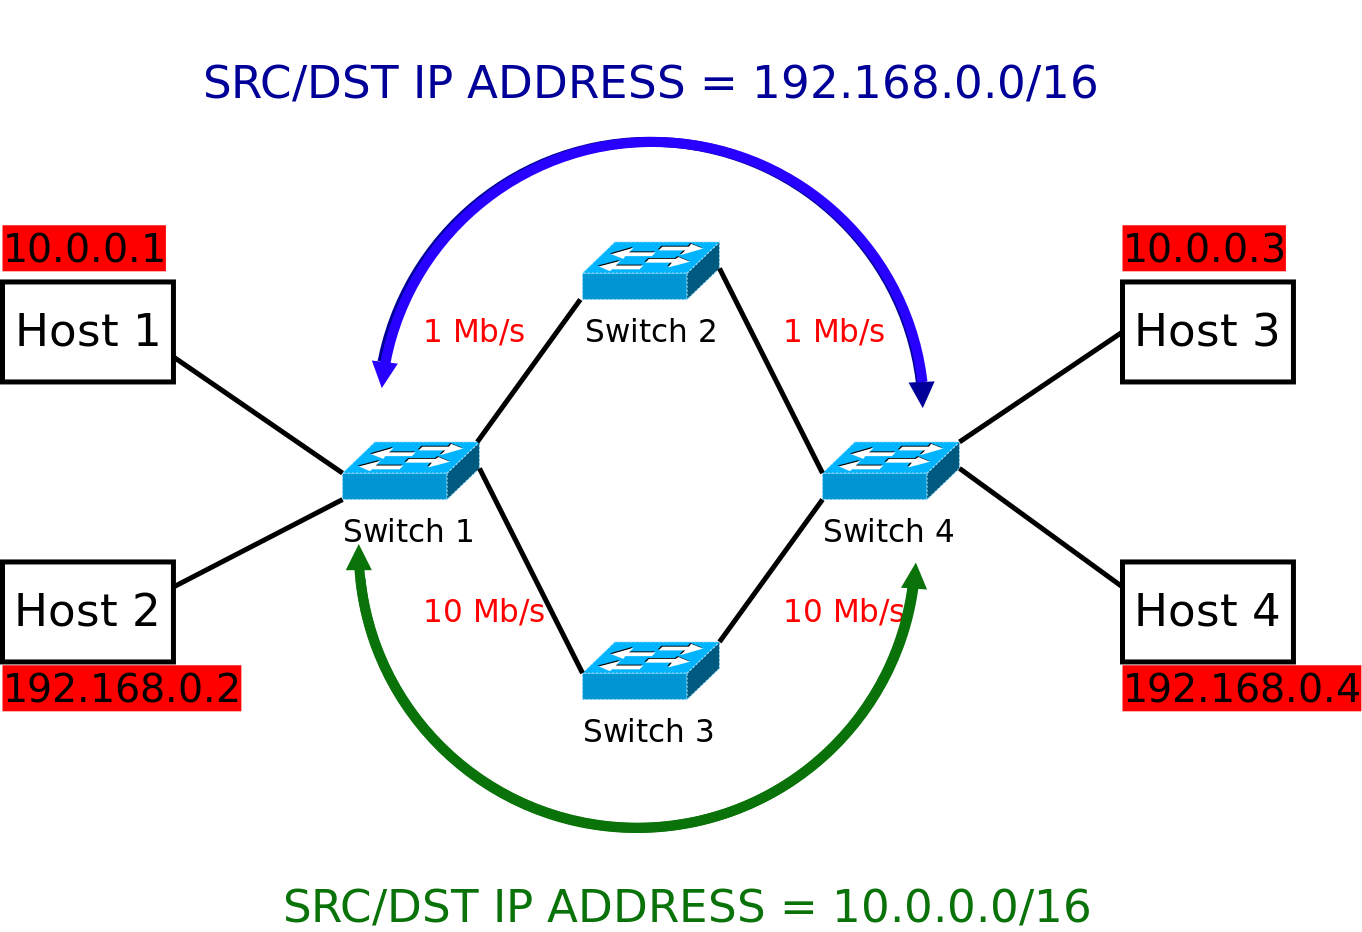 SRC/DST IP ADDRESS = 192.168.0.0/16
10.0.0.1
10.0.0.3
Host 1
1 Mb/s
Switch 2
1 Mb/s
Host 3
Switch 1
Switch 4
Host 2
10 Mb/s
10 Mb/s
Host 4
192.168.0.2
192.168.0.4
Switch 3
SRC/DST IP ADDRESS = 10.0.0.0/16